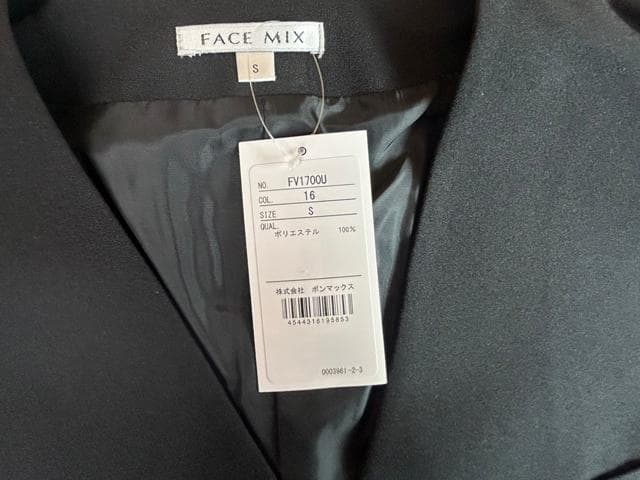 FACE MIX
S
NO. FV1700U
COL. 16
SIZE S
QUAL.
ポリエステル 100%
株式会社 ボンマックス
4544316195853
0003961-2-3